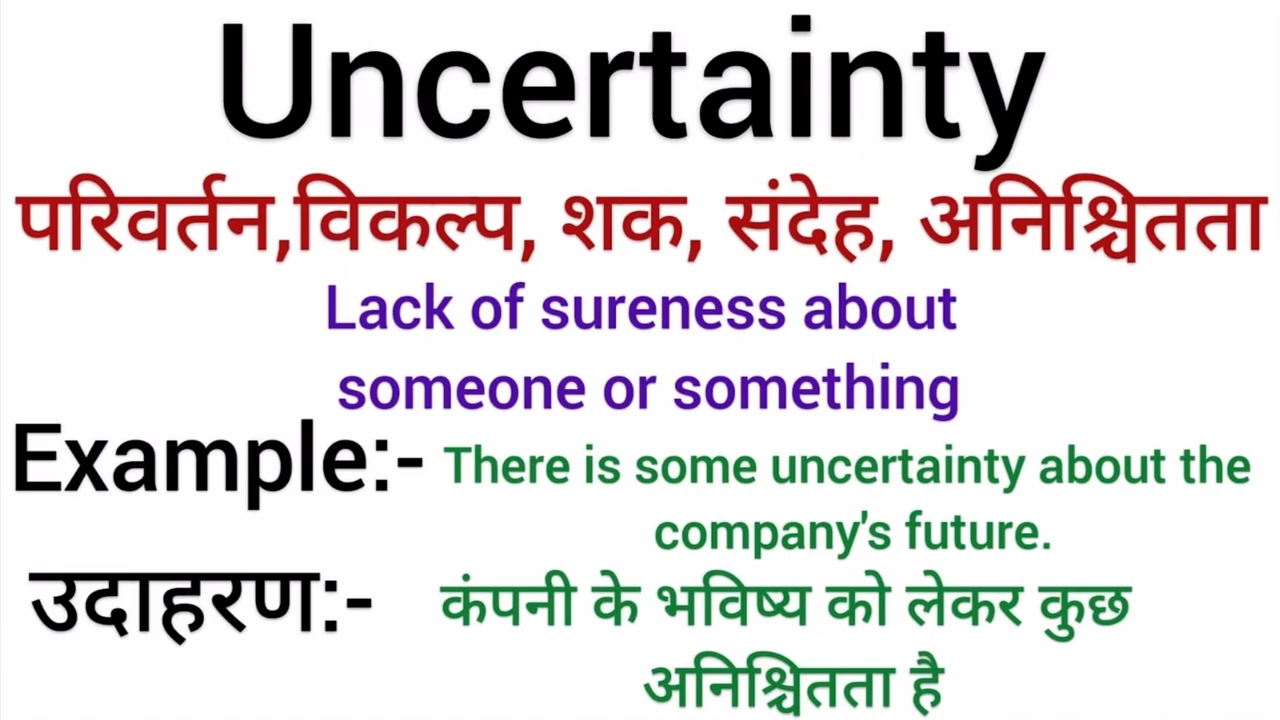 Uncertainty
परिवर्तन,विकल्प, शक, संदेह, अनिश्चितता
Lack of sureness about
someone or something
Example:- There is some uncertainty about the
company's future.
उदाहरण:- कंपनी के भविष्य को लेकर कुछ
अनिश्चितता है